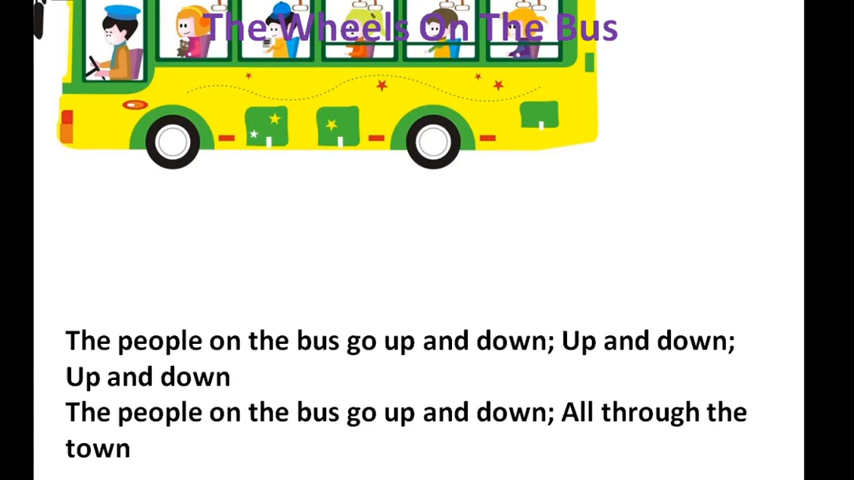 The Wheels On The Bus
The people on the bus go up and down; Up and down;
Up and down
The people on the bus go up and down; All through the
town